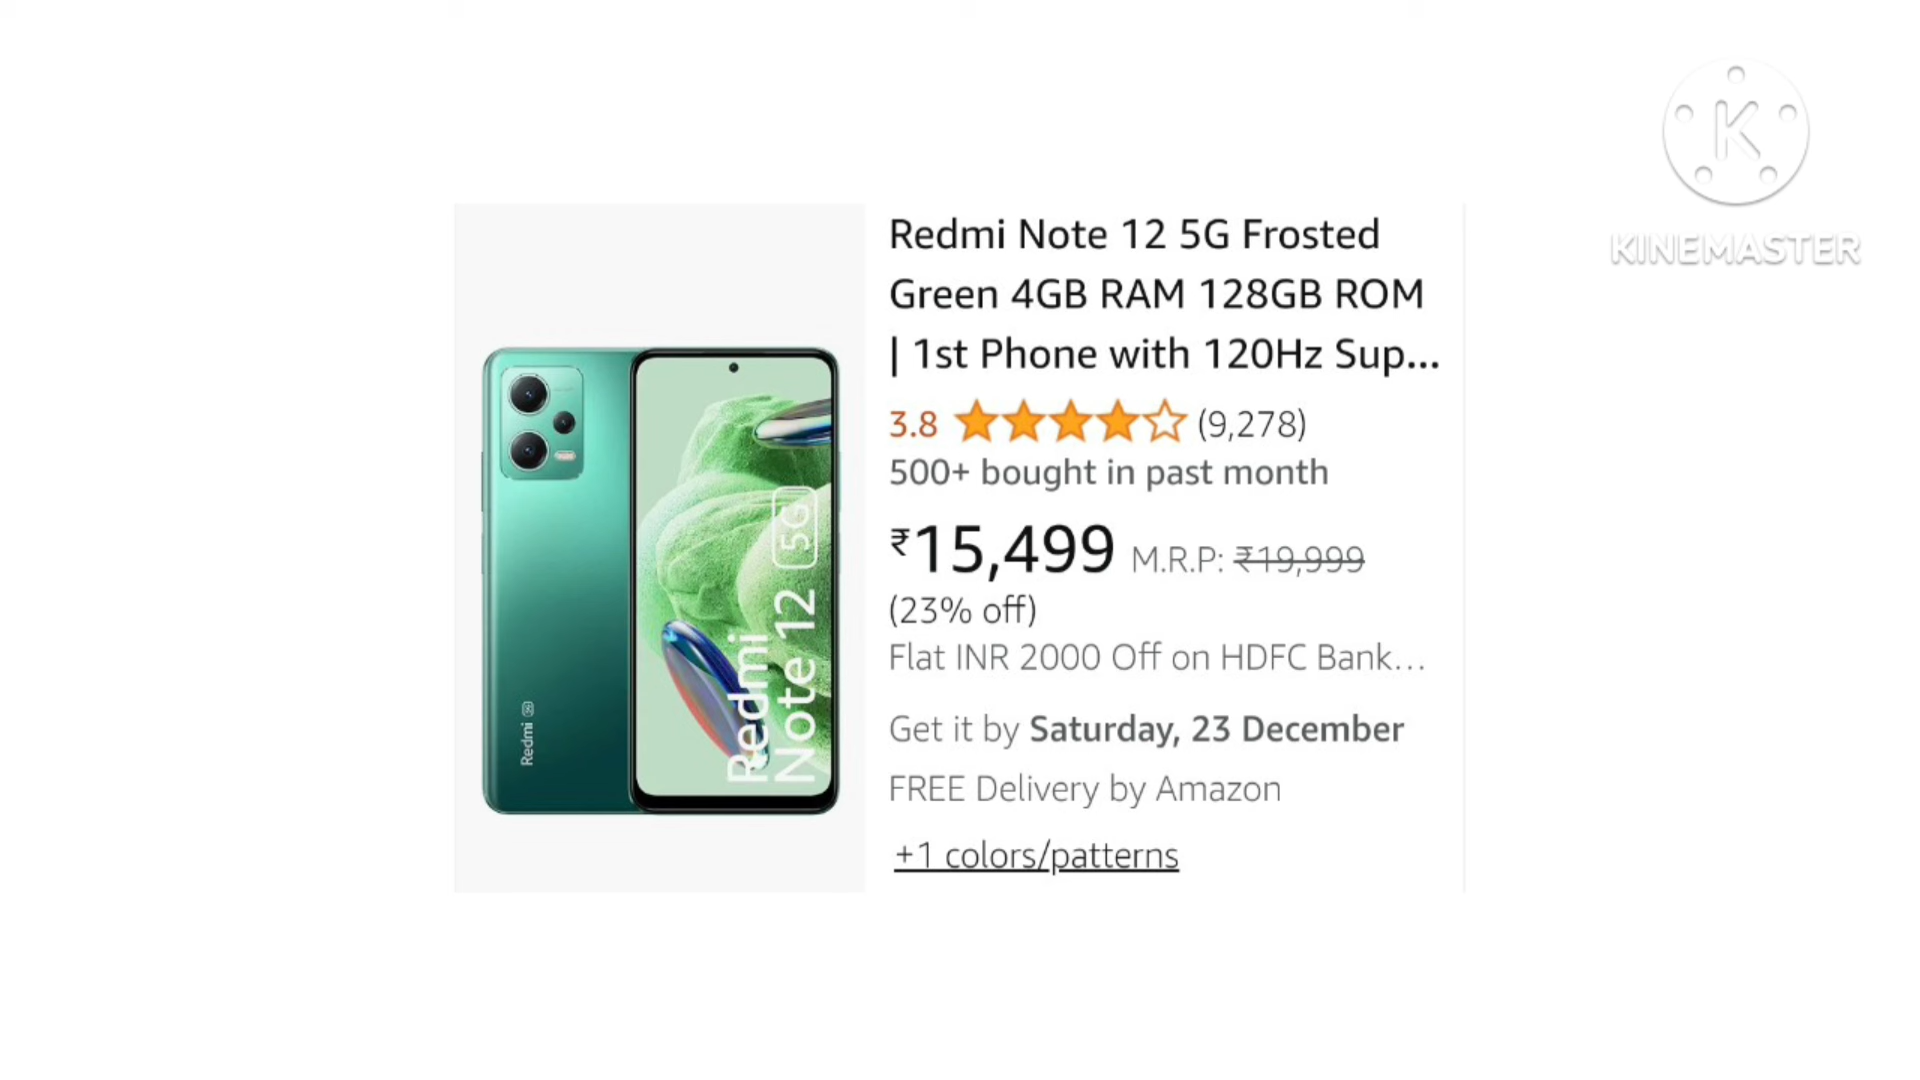 KINEMASTER
Redmi Note 12 5G Frosted
Green 4GB RAM 128GB ROM
| 1st Phone with 120Hz Sup...
3.8 (9,278)
500+ bought in past month
₹15,499 M.R.P: ₹19,999
(23% off)
Flat INR 2000 Off on HDFC Bank...
Get it by Saturday, 23 December
FREE Delivery by Amazon
+1 colors/patterns
Redmi 5G
Redmi
Note 12 5G
K